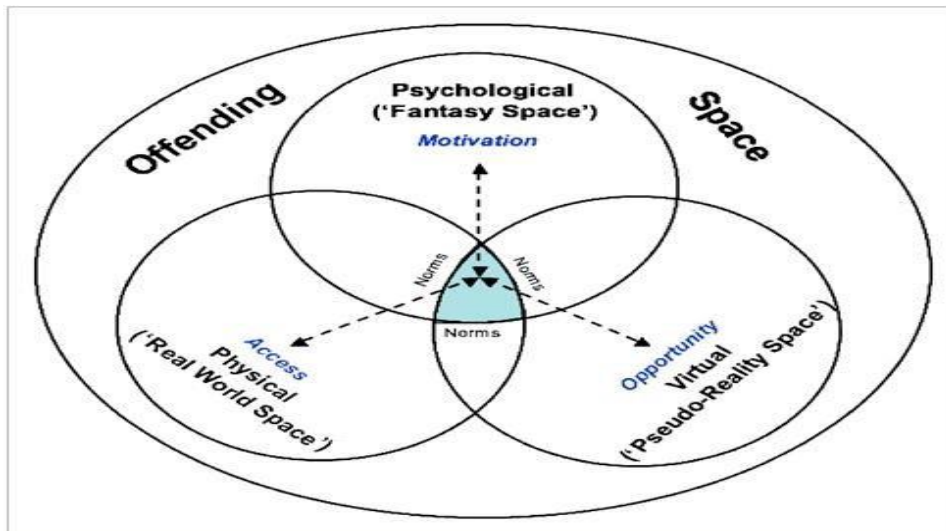 Offending
Space
Psychological
('Fantasy Space')
Motivation
Norms
Norms
Norms
Access
Physical
('Real World Space')
Opportunity
Virtual
('Pseudo-Reality Space')